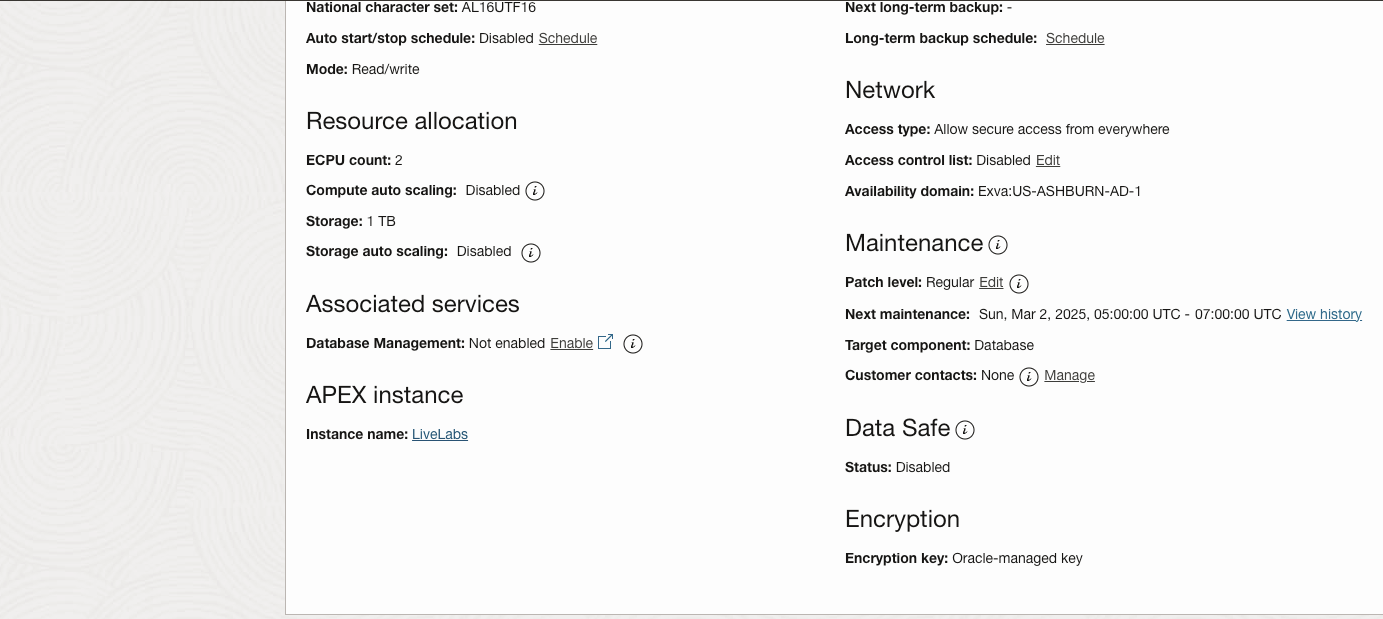 National character set: AL16UTF16
Auto start/stop schedule: Disabled Schedule
Mode: Read/write
Resource allocation
ECPU count: 2
Compute auto scaling: Disabled
Storage: 1 TB
Storage auto scaling: Disabled
Associated services
Database Management: Not enabled Enable
APEX instance
Instance name: LiveLabs
Next long-term backup: -
Long-term backup schedule: Schedule
Network
Access type: Allow secure access from everywhere
Access control list: Disabled Edit
Availability domain: Exva:US-ASHBURN-AD-1
Maintenance
Patch level: Regular Edit
Next maintenance: Sun, Mar 2, 2025, 05:00:00 UTC - 07:00:00 UTC View history
Target component: Database
Customer contacts: None Manage
Data Safe
Status: Disabled
Encryption
Encryption key: Oracle-managed key